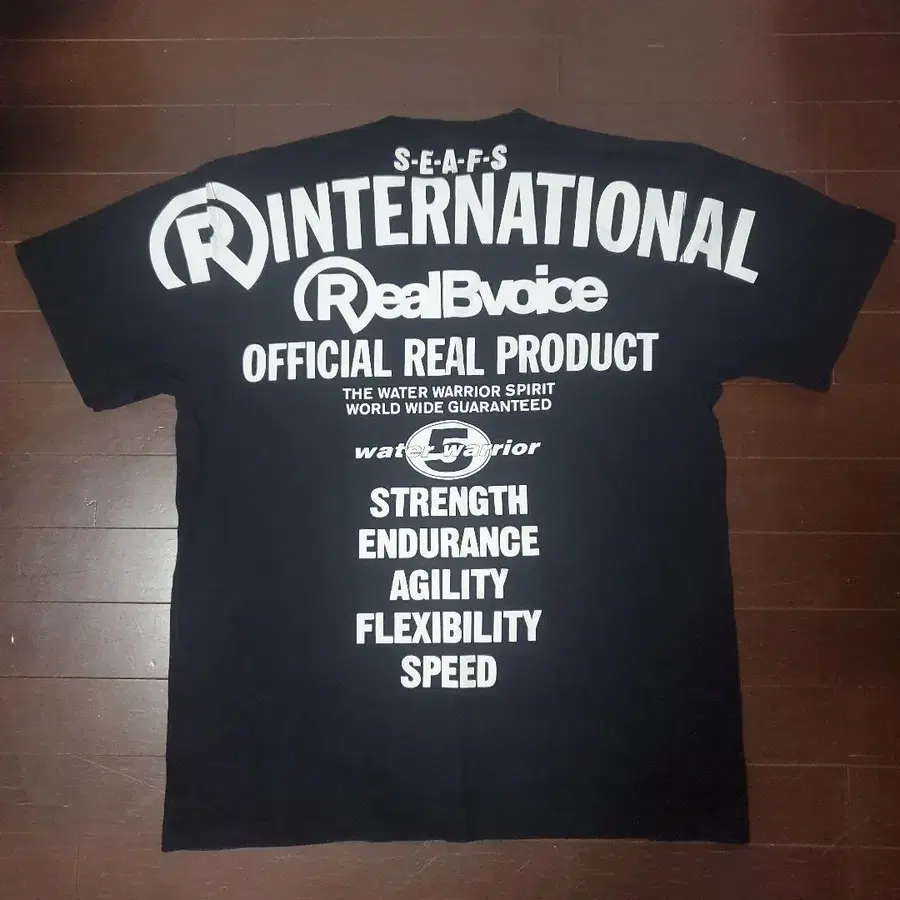 S-E-A-F-S
R INTERNATIONAL
RealBvoice
OFFICIAL REAL PRODUCT
THE WATER WARRIOR SPIRIT
WORLD WIDE GUARANTEED
water 5 warrior
STRENGTH
ENDURANCE
AGILITY
FLEXIBILITY
SPEED